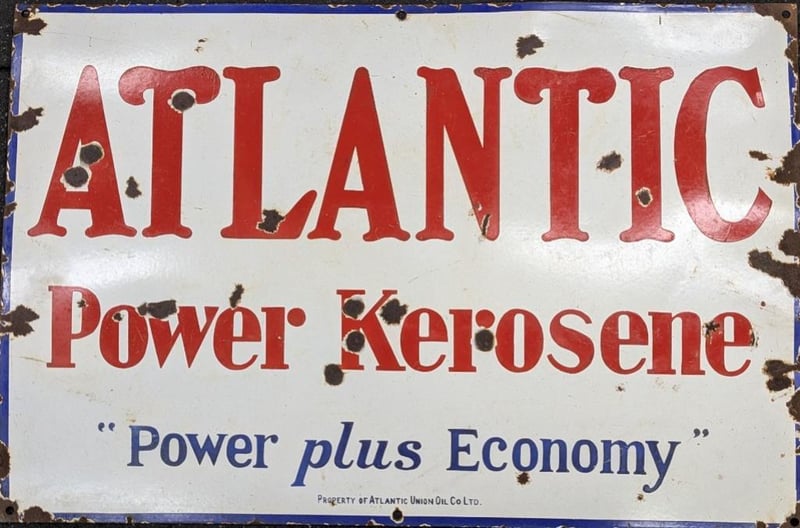 ATLANTIC
Power Kerosene
“Power plus Economy”
PROPERTY OF ATLANTIC UNION OIL CO LTD.